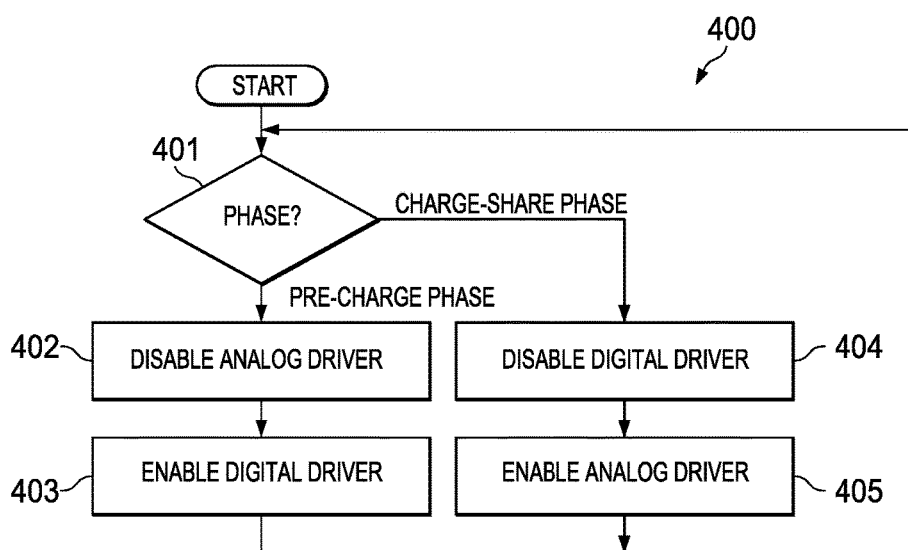 400
START
401
PHASE?
CHARGE-SHARE PHASE
PRE-CHARGE PHASE
402
DISABLE ANALOG DRIVER
DISABLE DIGITAL DRIVER
404
403
ENABLE DIGITAL DRIVER
ENABLE ANALOG DRIVER
405